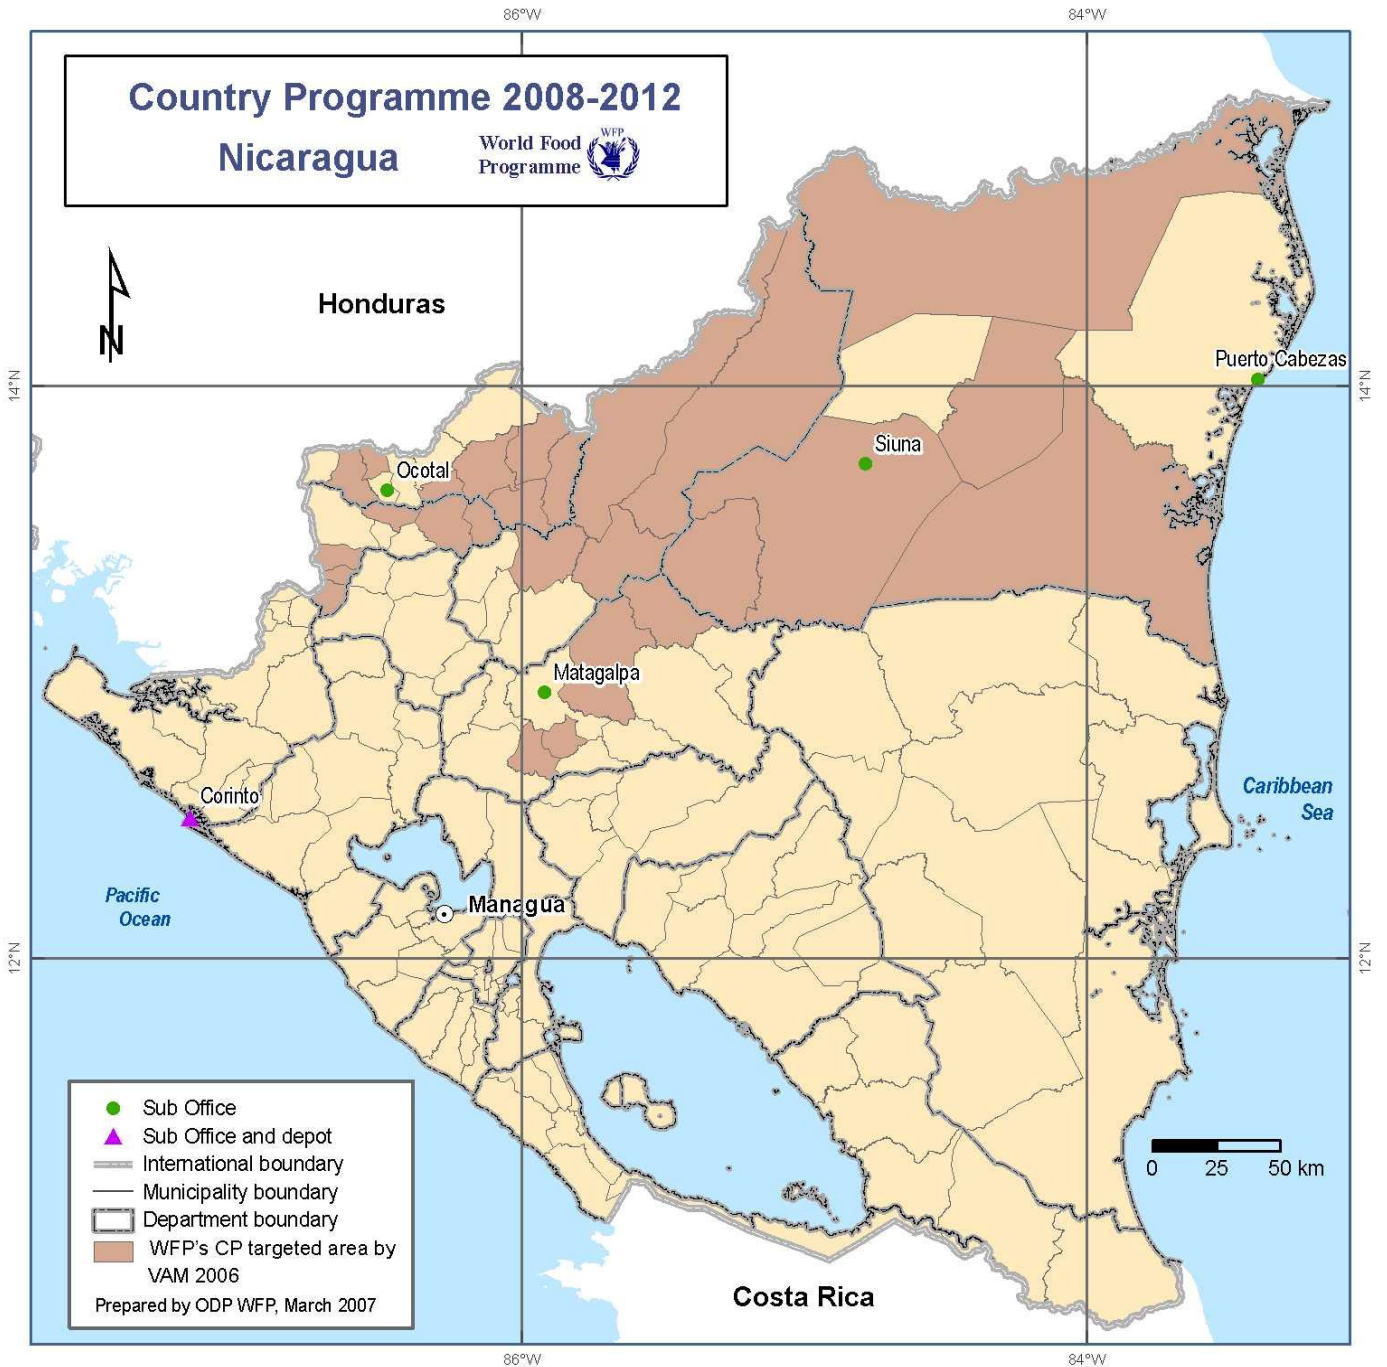 86°W
84°W
Country Programme 2008-2012
Nicaragua
World Food
Programme
WFP
N
Honduras
14°N
14°N
Puerto Cabezas
Siuna
Ocotal
Matagalpa
Corinto
Caribbean
Sea
Pacific
Ocean
Managua
12°N
12°N
Sub Office
Sub Office and depot
International boundary
Municipality boundary
Department boundary
WFP's CP targeted area by
VAM 2006
Prepared by ODP WFP, March 2007
0 25 50 km
Costa Rica
86°W
84°W